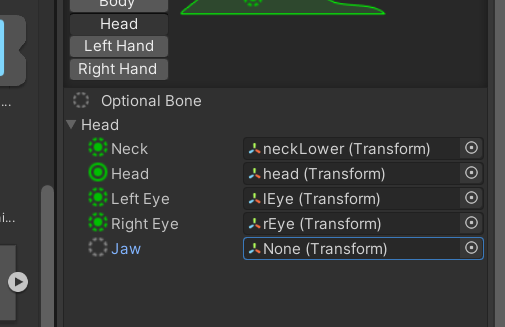 Body
Head
Left Hand
Right Hand
...
Optional Bone
Head
Neck neckLower (Transform)
Head head (Transform)
Left Eye lEye (Transform)
ni... Right Eye rEye (Transform)
Jaw None (Transform)